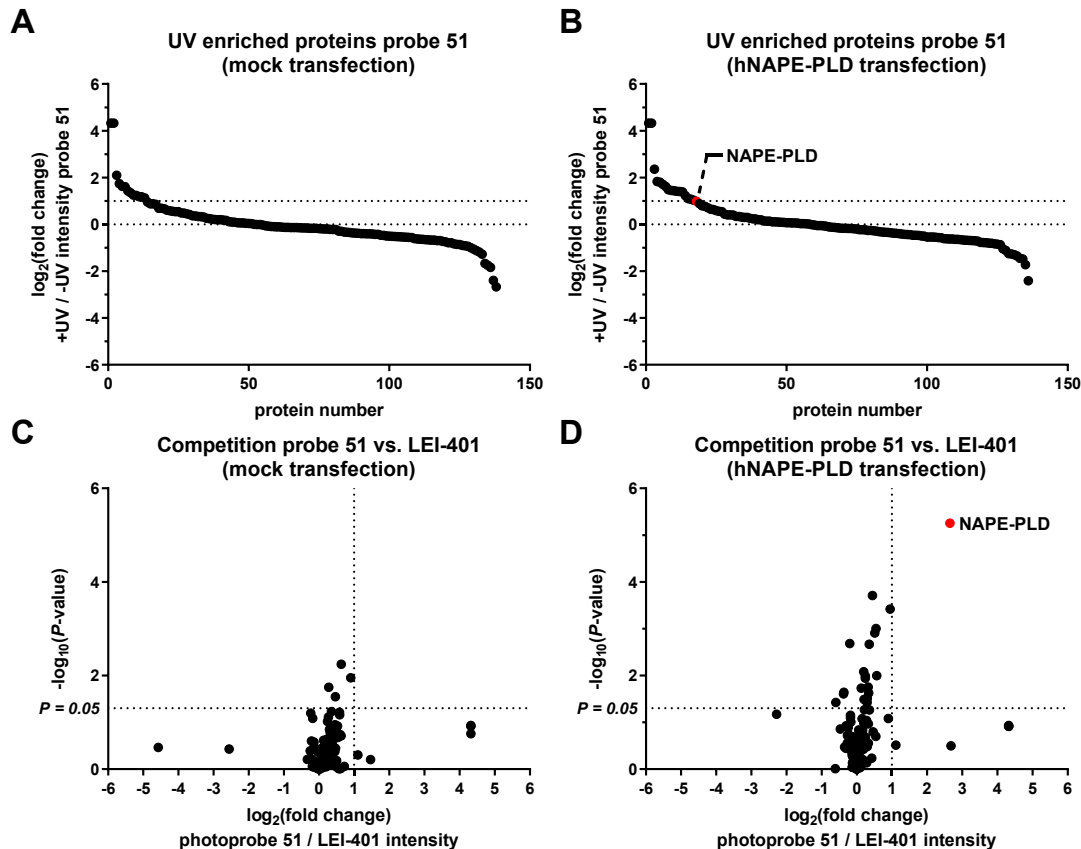 A
UV enriched proteins probe 51
(mock transfection)
log2(fold change)
+UV / -UV intensity probe 51
6
4
2
0
-2
-4
-6
0
50
100
150
protein number
B
UV enriched proteins probe 51
(hNAPE-PLD transfection)
log2(fold change)
+UV / -UV intensity probe 51
NAPE-PLD
6
4
2
0
-2
-4
-6
0
50
100
150
protein number
C
Competition probe 51 vs. LEI-401
(mock transfection)
-log10(P-value)
6
4
2
P = 0.05
0
-6 -5 -4 -3 -2 -1 0 1 2 3 4 5 6
log2(fold change)
photoprobe 51 / LEI-401 intensity
D
Competition probe 51 vs. LEI-401
(hNAPE-PLD transfection)
-log10(P-value)
NAPE-PLD
6
4
2
P = 0.05
0
-6 -5 -4 -3 -2 -1 0 1 2 3 4 5 6
log2(fold change)
photoprobe 51 / LEI-401 intensity